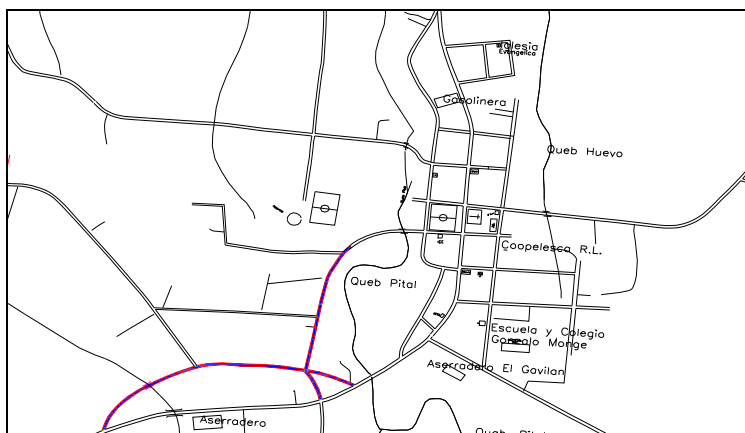 Iglesia
Evangelica
Gasolinera
Queb Huevo
Coopelesca R.L.
Queb Pital
Escuela y Colegio
Gonzalo Monge
Aserradero El Gavilan
Aserradero